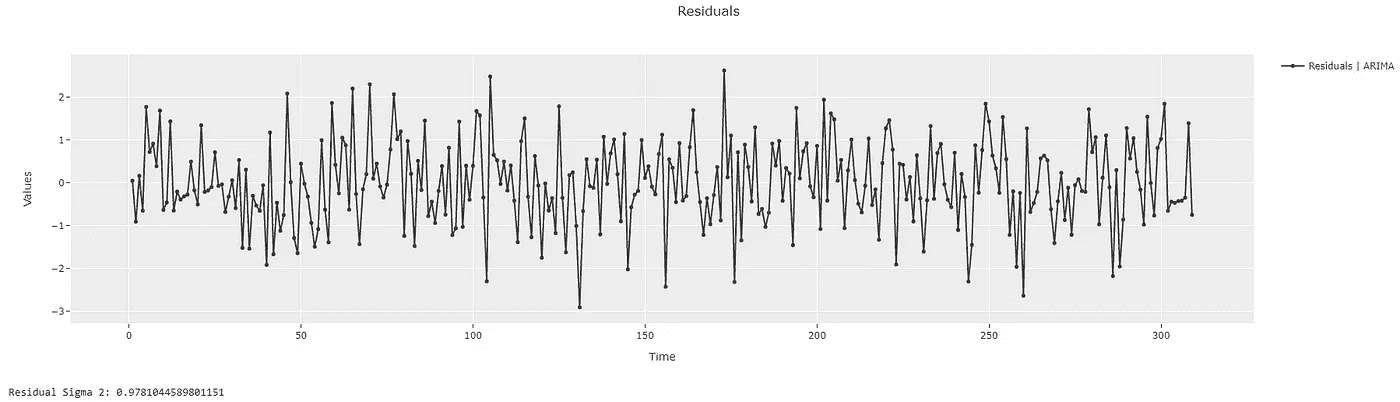 Residuals
Residuals | ARIMA
Values
2
1
0
−1
−2
−3
0 50 100 150 200 250 300
Time
Residual Sigma 2: 0.9781044589801151